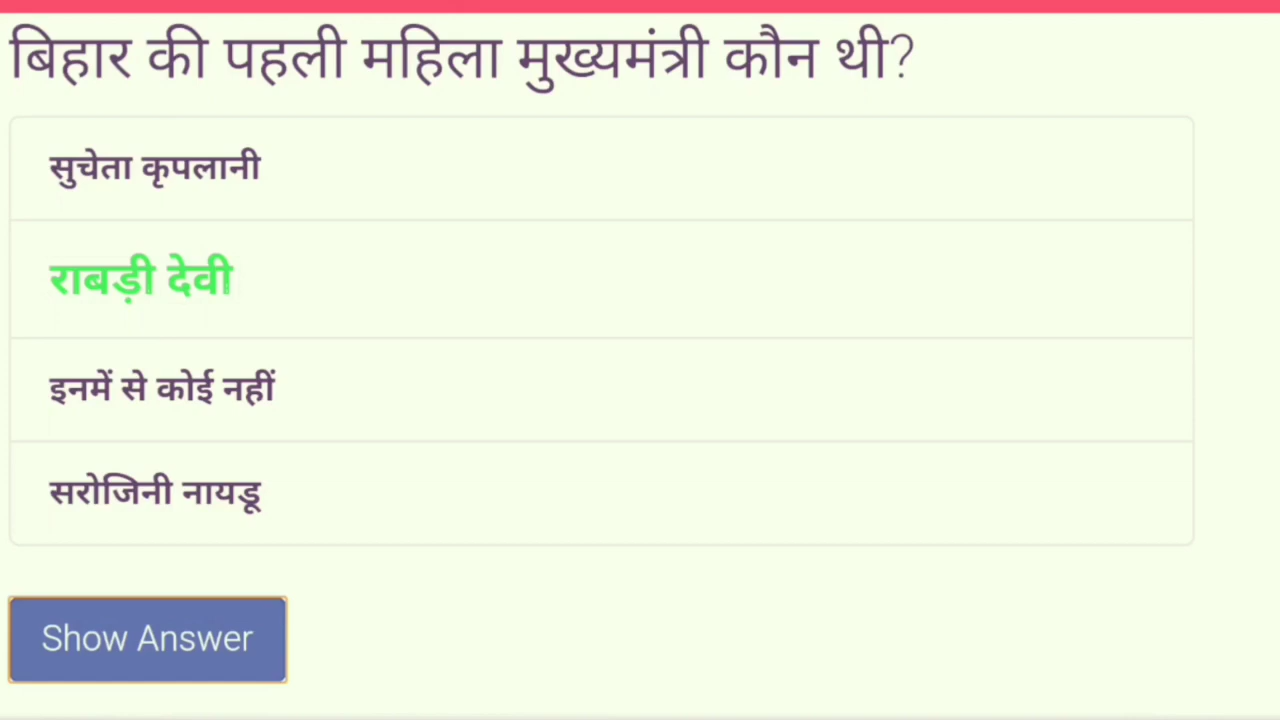 बिहार की पहली महिला मुख्यमंत्री कौन थी?
सुचेता कृपलानी
राबड़ी देवी
इनमें से कोई नहीं
सरोजिनी नायडू
Show Answer